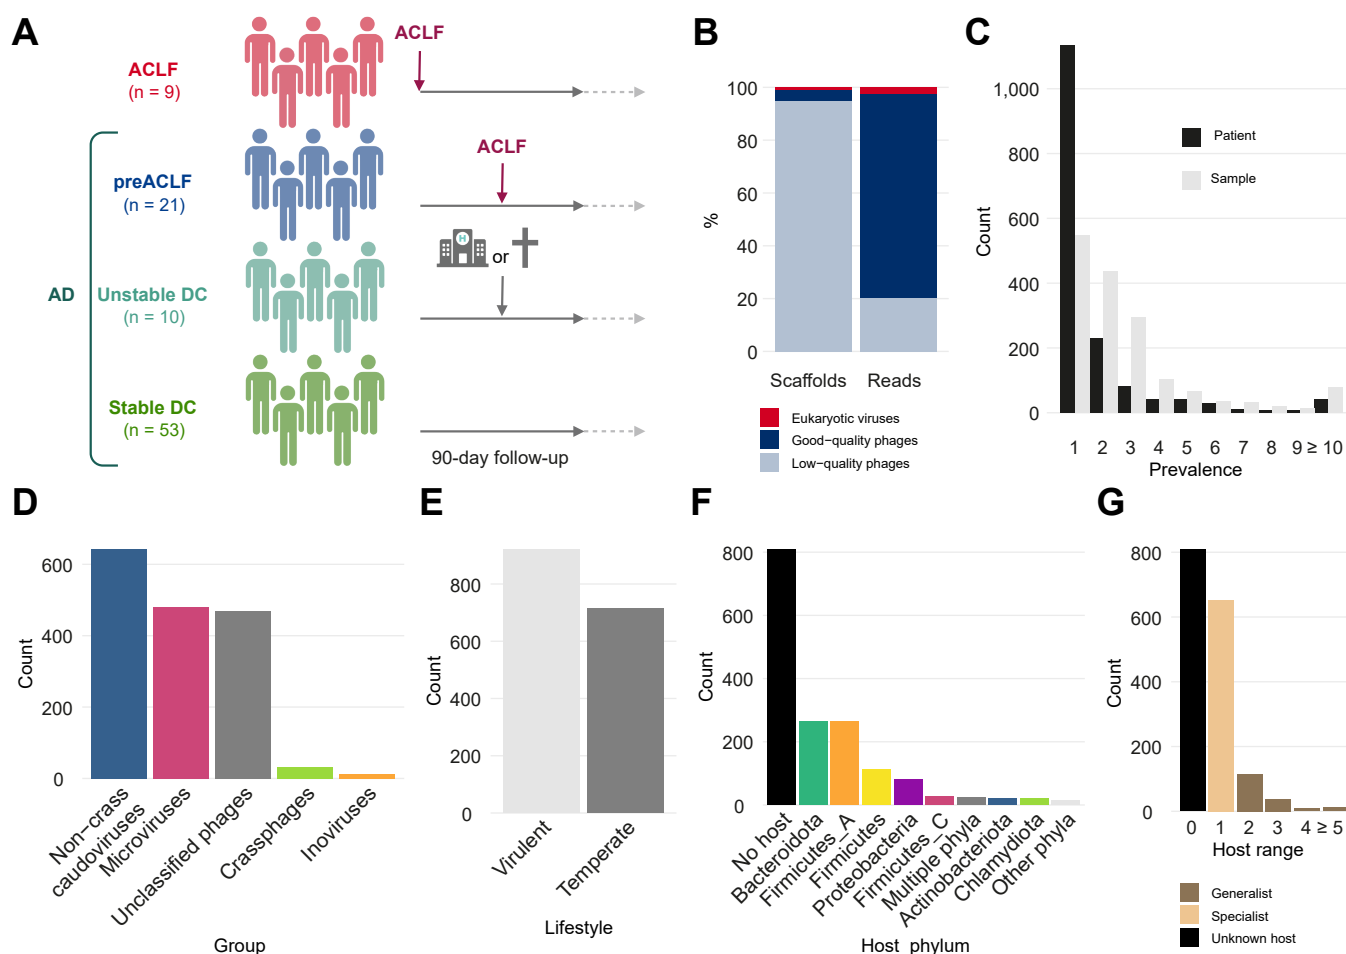 A
ACLF
(n = 9)
ACLF
AD
preACLF
(n = 21)
ACLF
H
or
Unstable DC
(n = 10)
Stable DC
(n = 53)
90-day follow-up
B
%
100
80
60
40
20
0
Scaffolds
Reads
Eukaryotic viruses
Good−quality phages
Low−quality phages
C
Count
1,000
800
600
400
200
0
Patient
Sample
1 2 3 4 5 6 7 8 9 ≥ 10
Prevalence
D
Count
600
400
200
0
Non−crass
caudoviruses
Microviruses
Unclassified phages
Crassphages
Inoviruses
Group
E
Count
800
600
400
200
0
Virulent
Temperate
Lifestyle
F
Count
800
600
400
200
0
No host
Bacteroidota
Firmicutes_A
Firmicutes
Proteobacteria
Firmicutes_C
Multiple phyla
Actinobacteriota
Chlamydiota
Other phyla
Host phylum
G
Count
800
600
400
200
0
0 1 2 3 4 ≥ 5
Host range
Generalist
Specialist
Unknown host